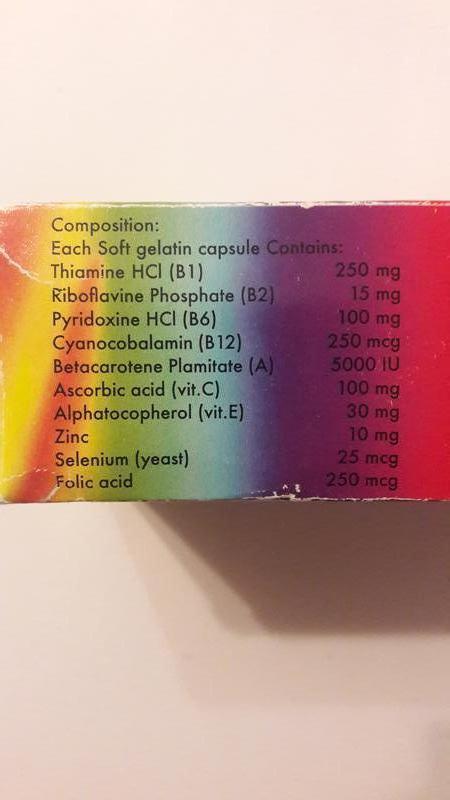 Composition:
Each Soft gelatin capsule Contains:
Thiamine HCl (B1) 250 mg
Riboflavine Phosphate (B2) 15 mg
Pyridoxine HCl (B6) 100 mg
Cyanocobalamin (B12) 250 mcg
Betacarotene Plamitate (A) 5000 IU
Ascorbic acid (vit.C) 100 mg
Alphatocopherol (vit.E) 30 mg
Zinc 10 mg
Selenium (yeast) 25 mcg
Folic acid 250 mcg